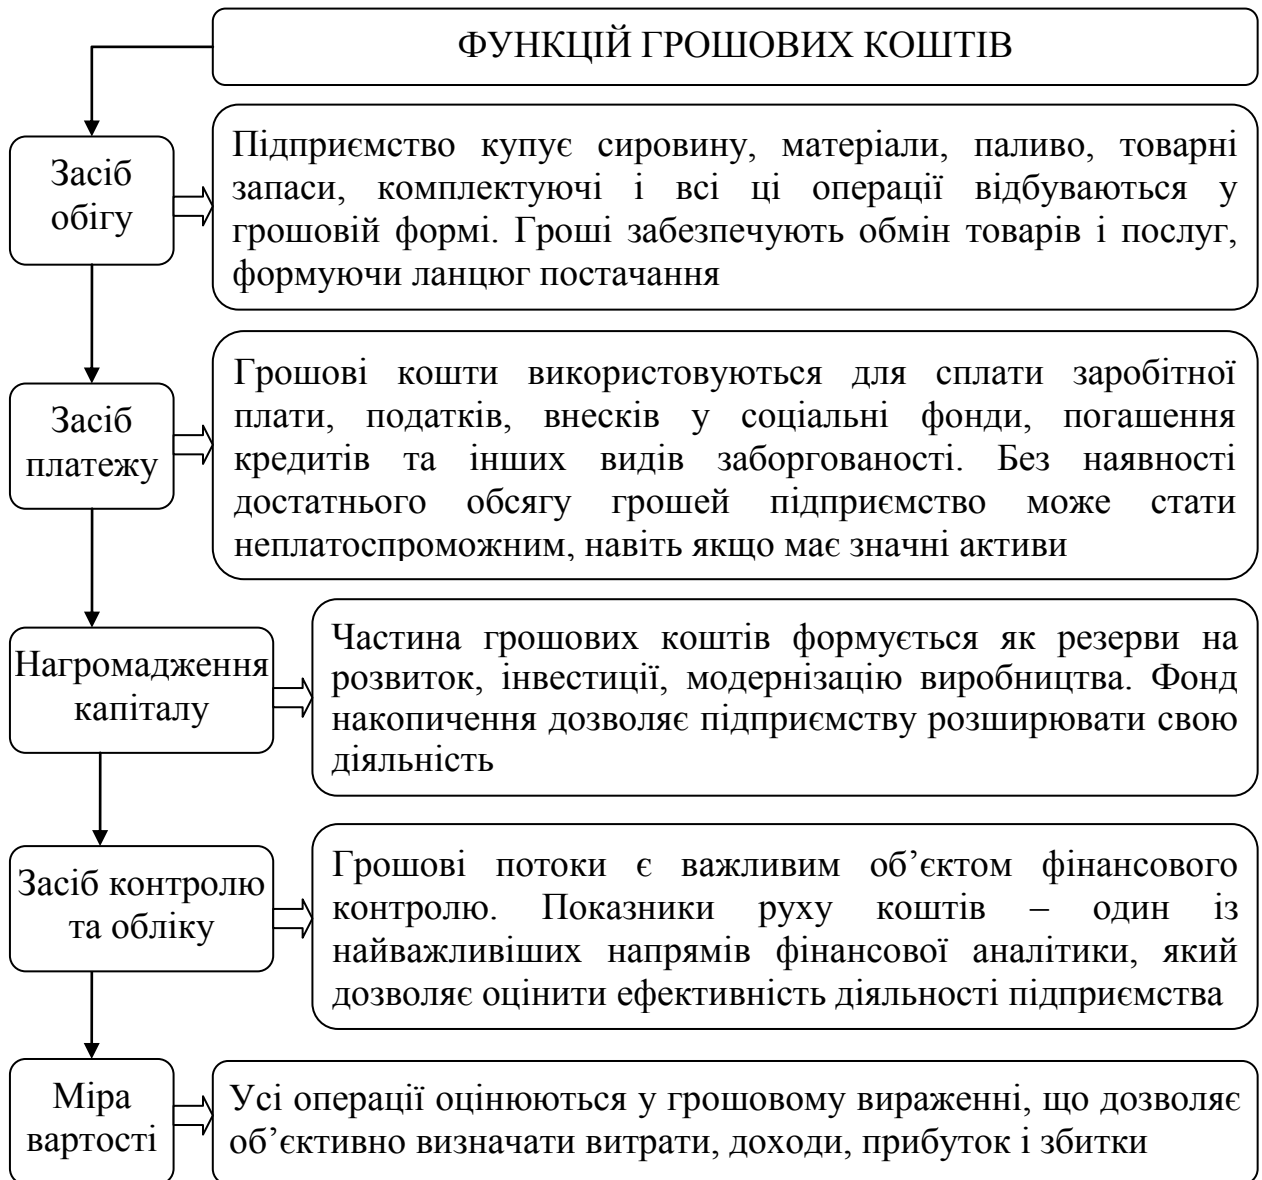 ФУНКЦІЙ ГРОШОВИХ КОШТІВ
Засіб
обігу
Підприємство купує сировину, матеріали, паливо, товарні
запаси, комплектуючі і всі ці операції відбуваються у
грошовій формі. Гроші забезпечують обмін товарів і послуг,
формуючи ланцюг постачання
Засіб
платежу
Грошові кошти використовуються для сплати заробітної
плати, податків, внесків у соціальні фонди, погашення
кредитів та інших видів заборгованості. Без наявності
достатнього обсягу грошей підприємство може стати
неплатоспроможним, навіть якщо має значні активи
Нагромадження
капіталу
Частина грошових коштів формується як резерви на
розвиток, інвестиції, модернізацію виробництва. Фонд
накопичення дозволяє підприємству розширювати свою
діяльність
Засіб контролю
та обліку
Грошові потоки є важливим об’єктом фінансового
контролю. Показники руху коштів – один із
найважливіших напрямів фінансової аналітики, який
дозволяє оцінити ефективність діяльності підприємства
Міра
вартості
Усі операції оцінюються у грошовому вираженні, що дозволяє
об’єктивно визначати витрати, доходи, прибуток і збитки